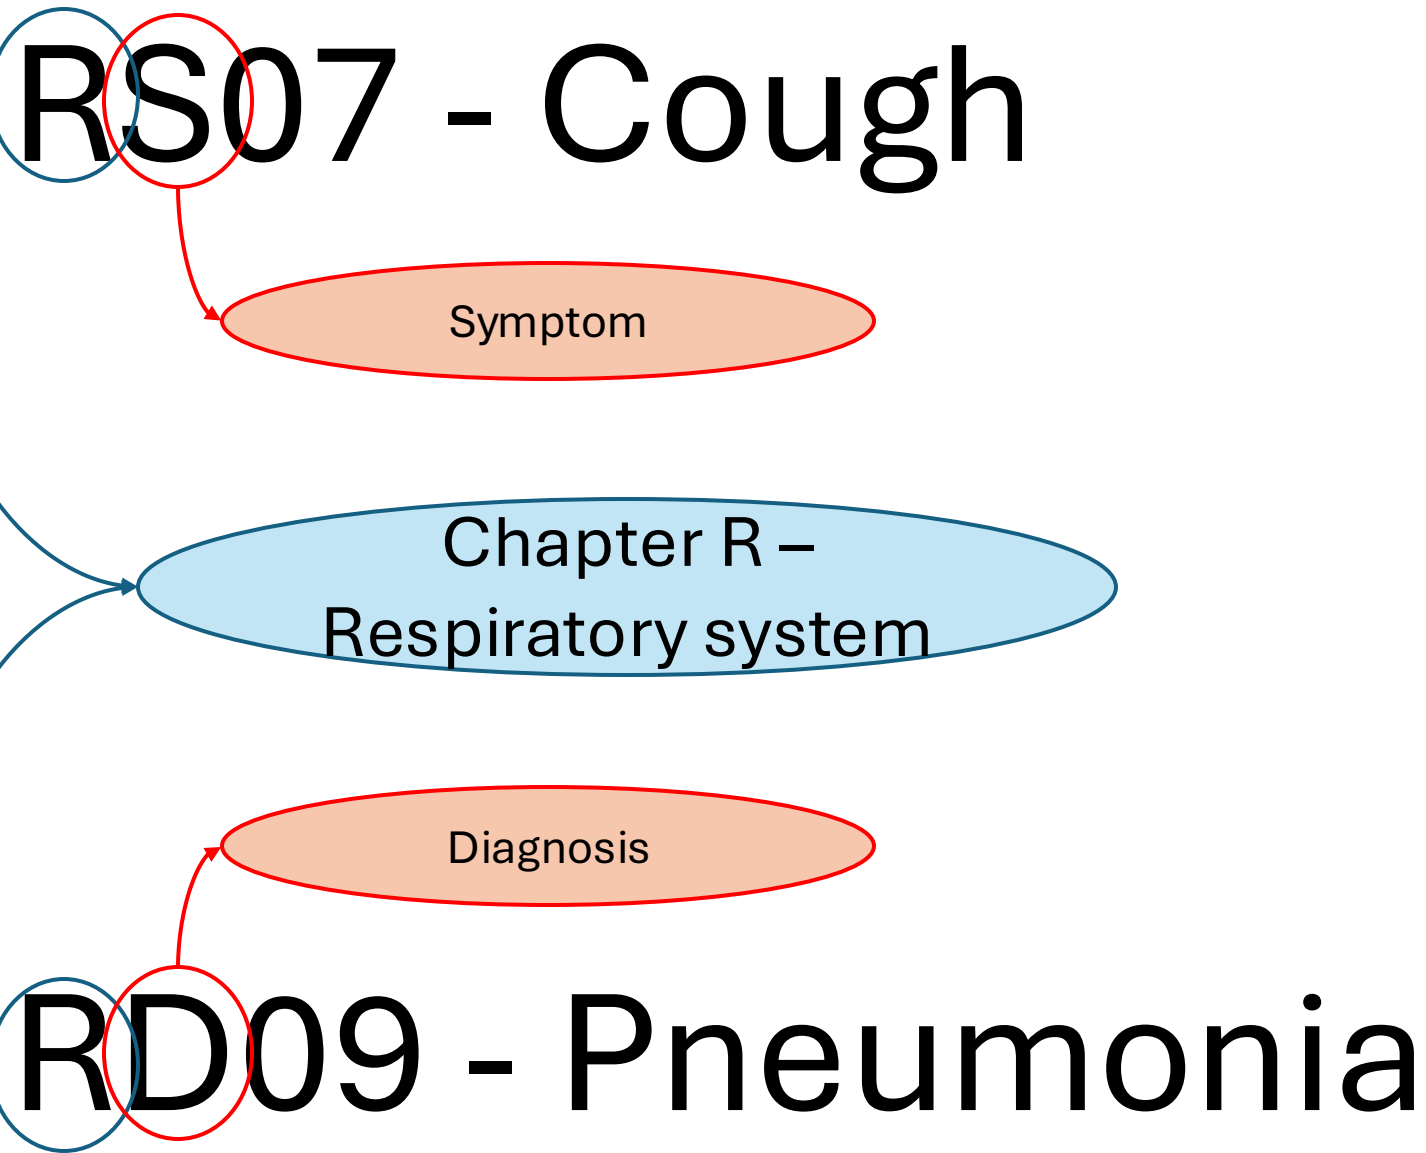 RS07 - Cough
Symptom
Chapter R –
Respiratory system
Diagnosis
RD09 - Pneumonia